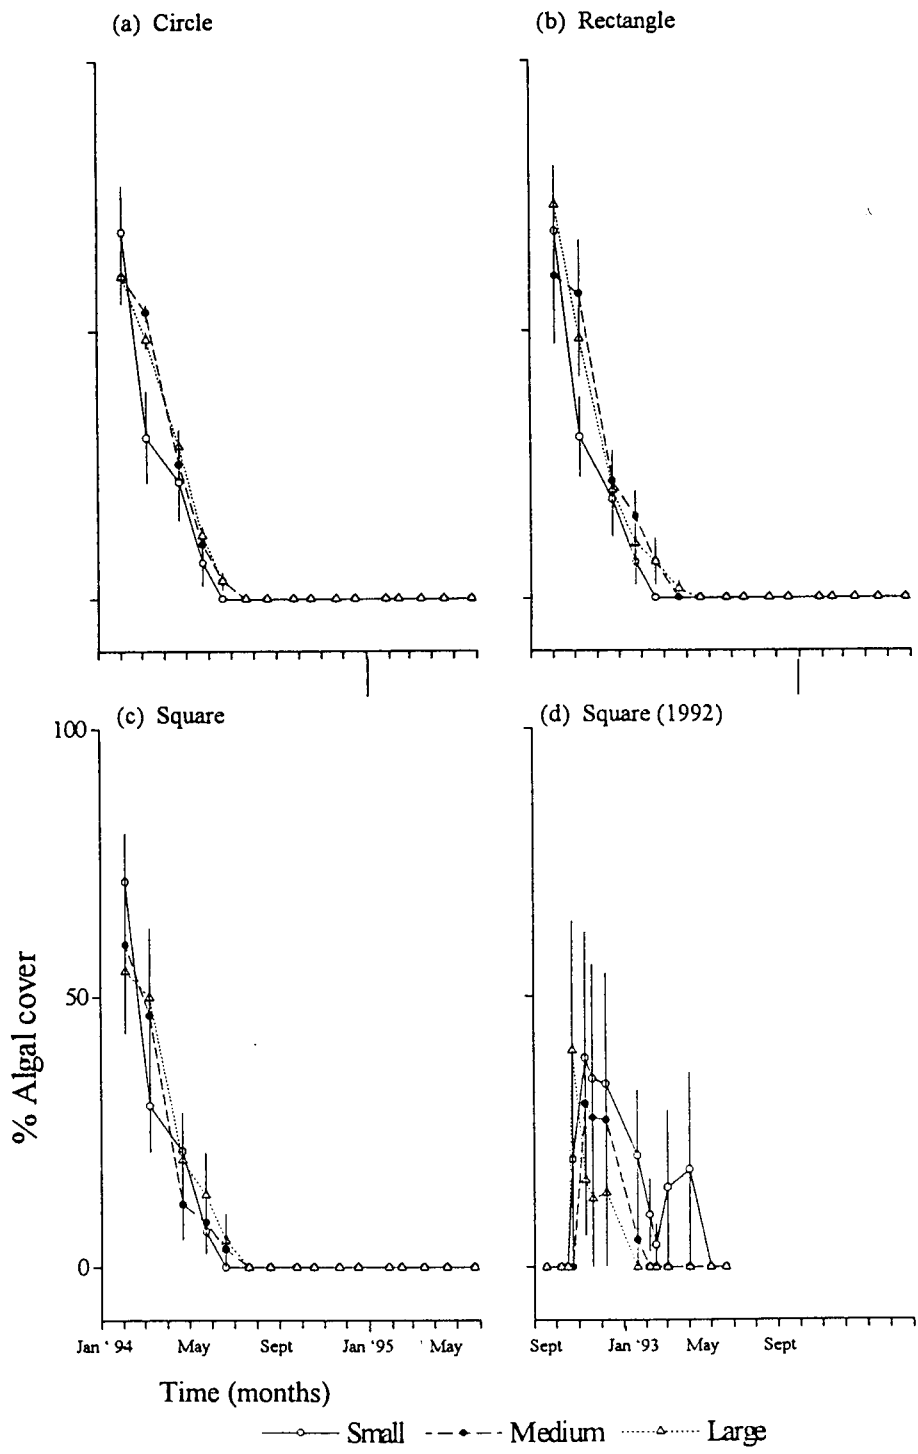 (a) Circle
(b) Rectangle
(c) Square
(d) Square (1992)
100
50
0
% Algal cover
Jan '94 May Sept Jan '95 May
Sept Jan '93 May Sept
Time (months)
Small Medium Large